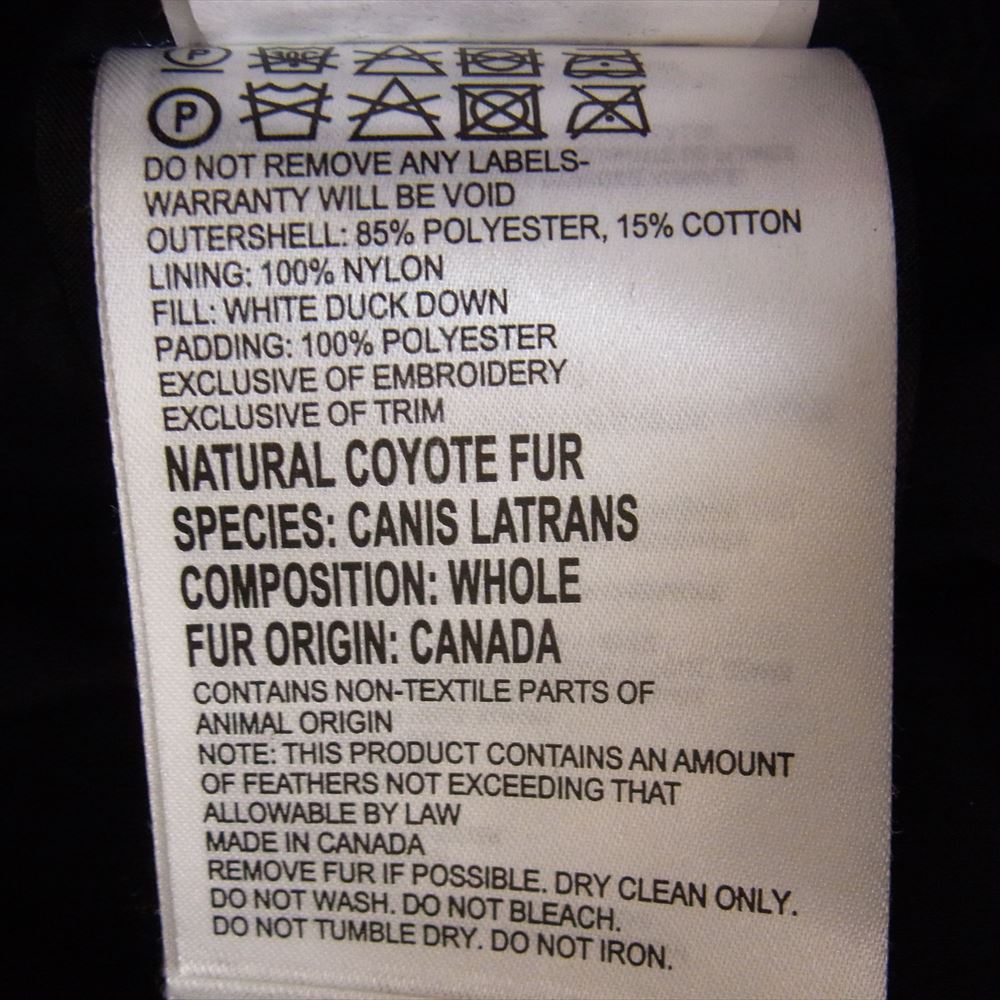 P
30C
P
DO NOT REMOVE ANY LABELS-
WARRANTY WILL BE VOID
OUTERSHELL: 85% POLYESTER, 15% COTTON
LINING: 100% NYLON
FILL: WHITE DUCK DOWN
PADDING: 100% POLYESTER
EXCLUSIVE OF EMBROIDERY
EXCLUSIVE OF TRIM
NATURAL COYOTE FUR
SPECIES: CANIS LATRANS
COMPOSITION: WHOLE
FUR ORIGIN: CANADA
CONTAINS NON-TEXTILE PARTS OF
ANIMAL ORIGIN
NOTE: THIS PRODUCT CONTAINS AN AMOUNT
OF FEATHERS NOT EXCEEDING THAT
ALLOWABLE BY LAW
MADE IN CANADA
REMOVE FUR IF POSSIBLE. DRY CLEAN ONLY.
DO NOT WASH. DO NOT BLEACH.
DO NOT TUMBLE DRY. DO NOT IRON.